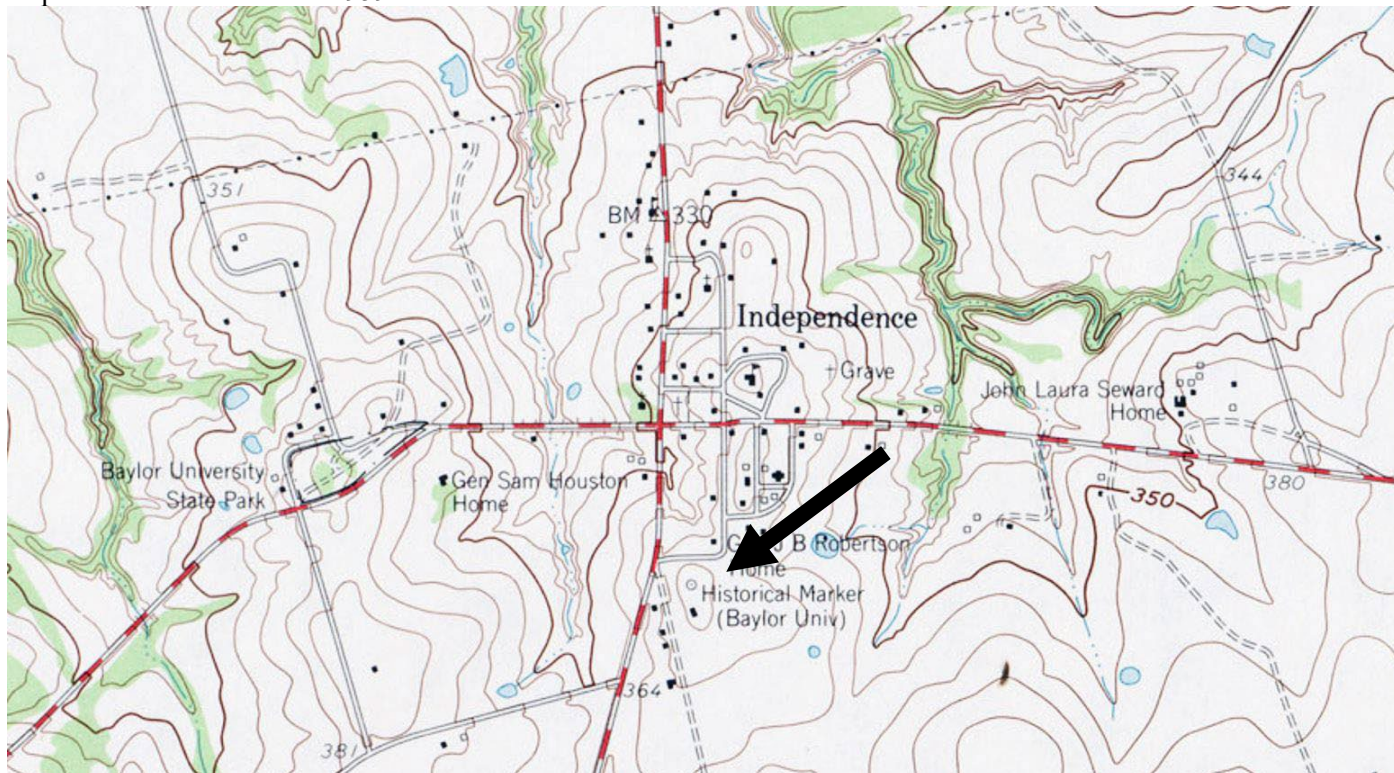 351
BM
330
344
Independence
Grave
John Laura Seward
Home
Baylor University
State Park
Gen Sam Houston
Home
380
350
B Robertson
Home
Historical Marker
(Baylor Univ)
364
381